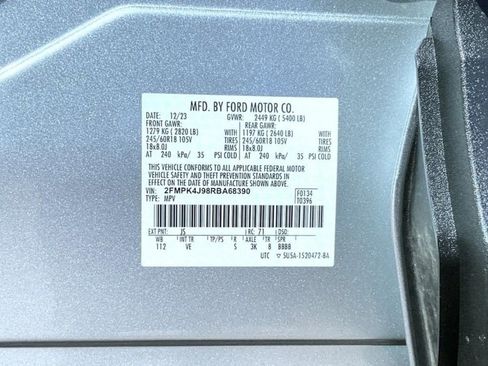 MFD. BY FORD MOTOR CO.
DATE: 12/23 GVWR: 2449 KG ( 5400 LB)
FRONT GAWR: REAR GAWR:
1279 KG ( 2820 LB) WITH 1197 KG ( 2640 LB) WITH
245/60R18 105V TIRES 245/60R18 105V TIRES
18x8.0J RIMS 18x8.0J RIMS
AT 240 kPa/ 35 PSI COLD AT 240 kPa/ 35 PSI COLD
THIS VEHICLE CONFORMS TO ALL APPLICABLE FEDERAL MOTOR
VEHICLE SAFETY AND THEFT PREVENTION STANDARDS IN
EFFECT ON THE DATE OF MANUFACTURE SHOWN ABOVE.
VIN: 2FMPK4J98RBA68390 F0134
TYPE: MPV T0396
EXT PNT: JS RC: 71 DSO:
WB INT TR TP/PS R AXLE TR SPR
112 VE S 3K 8 BBBB
UTC ▽ 5U5A-1520472-BA